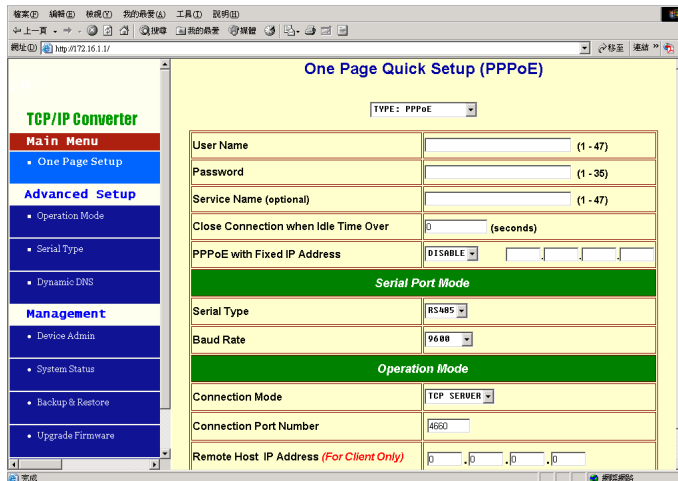 檔案(F) 編輯(E) 檢視(V) 我的最愛(A) 工具(T) 說明(H)
上一頁 搜尋 我的最愛 媒體
網址(D) http://172.16.1.1/ 移至 連結 »
One Page Quick Setup (PPPoE)
TYPE: PPPoE
TCP/IP Converter
Main Menu
One Page Setup
Advanced Setup
Operation Mode
Serial Type
Dynamic DNS
Management
Device Admin
System Status
Backup & Restore
Upgrade Firmware
User Name (1 - 47)
Password (1 - 35)
Service Name (optional) (1 - 47)
Close Connection when Idle Time Over 0 (seconds)
PPPoE with Fixed IP Address DISABLE . . .
Serial Port Mode
Serial Type RS485
Baud Rate 9600
Operation Mode
Connection Mode TCP SERVER
Connection Port Number 4660
Remote Host IP Address (For Client Only) 0 . 0 . 0 . 0
完成 網際網路